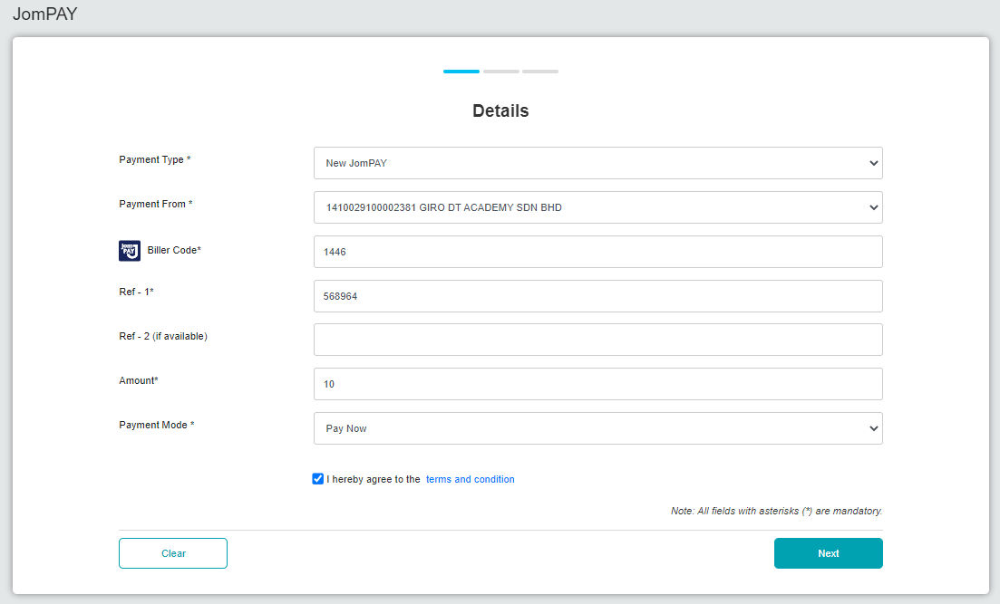 JomPAY
Details
Payment Type *
New JomPAY
Payment From *
1410029100002381 GIRO DT ACADEMY SDN BHD
Jom PAY Biller Code*
1446
Ref - 1*
568964
Ref - 2 (if available)
Amount*
10
Payment Mode *
Pay Now
I hereby agree to the terms and condition
Note: All fields with asterisks (*) are mandatory.
Clear
Next